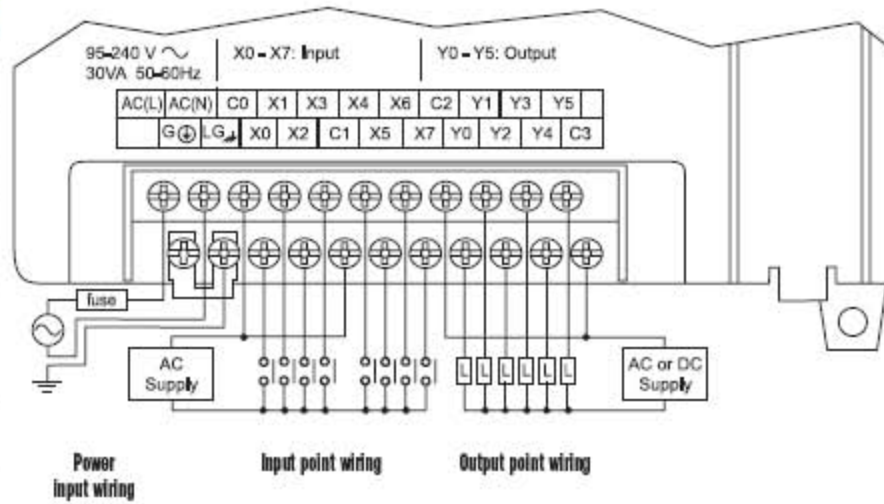 95-240 V ~ X0 - X7: Input Y0 - Y5: Output
30VA 50-60Hz
AC(L) AC(N) C0 X1 X3 X4 X6 C2 Y1 Y3 Y5
G LG X0 X2 C1 X5 X7 Y0 Y2 Y4 C3
fuse
AC
Supply
L L L L L L
AC or DC
Supply
Power
input wiring
Input point wiring
Output point wiring